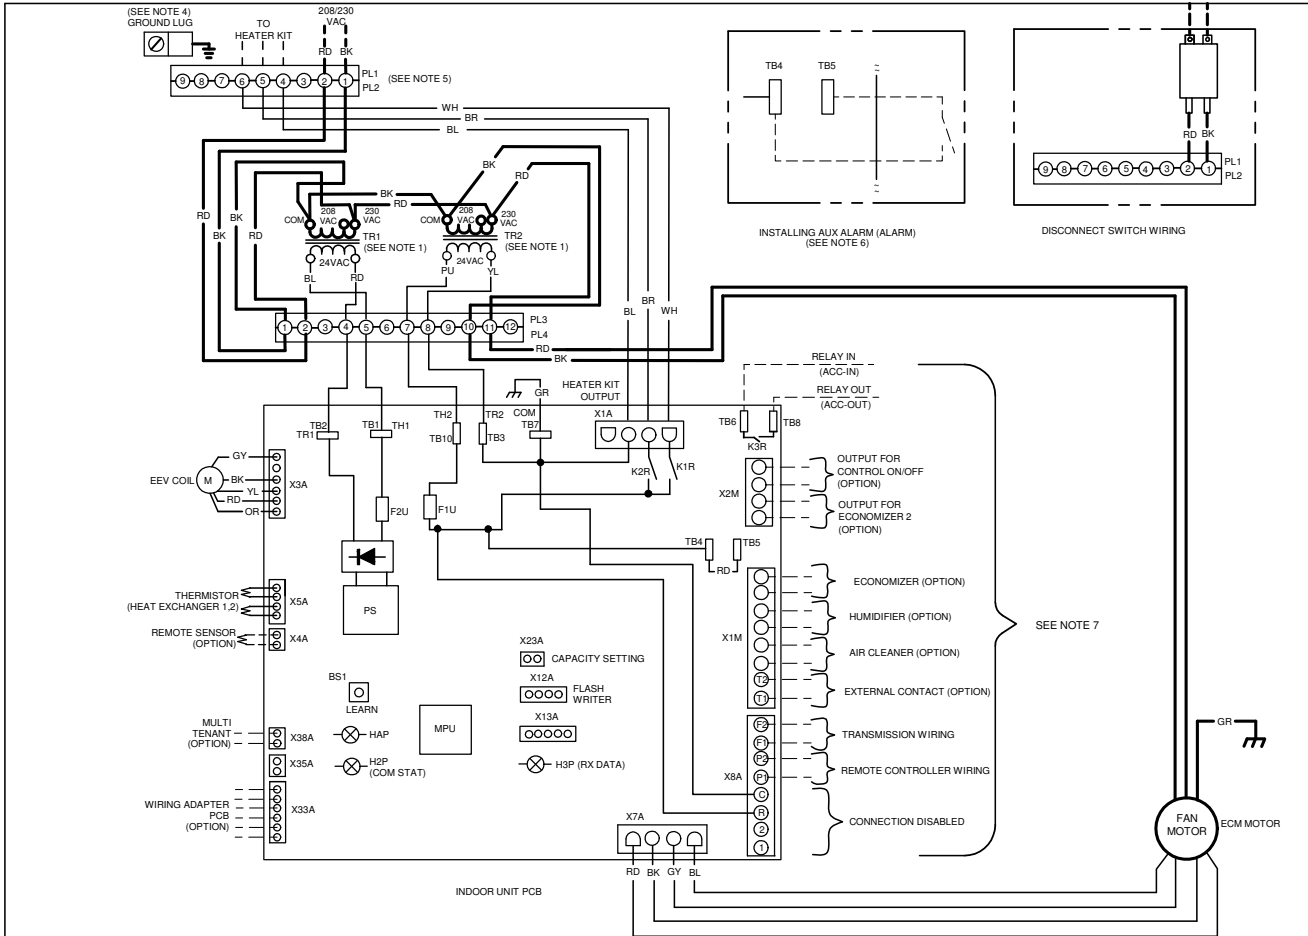 (SEE NOTE 4)
GROUND LUG
TO
HEATER KIT
208/230
VAC
RD BK
9 8 7 6 5 4 3 2 1
PL1
PL2
(SEE NOTE 5)
WH
BR
BL
TB4 TB5
INSTALLING AUX ALARM (ALARM)
(SEE NOTE 6)
RD BK
9 8 7 6 5 4 3 2 1
PL1
PL2
DISCONNECT SWITCH WIRING
RD
BK
BK
RD
BK
RD
BK
RD
COM
208
VAC
230
VAC
TR1
(SEE NOTE 1)
24VAC
BL RD
COM
208
VAC
230
VAC
TR2
(SEE NOTE 1)
24VAC
PU YL
BL BR WH
1 2 3 4 5 6 7 8 9 10 11 12
PL3
PL4
RD
BK
RELAY IN
(ACC-IN)
RELAY OUT
(ACC-OUT)
TB6 TB8
K3R
HEATER KIT
OUTPUT
X1A
GR
COM
TB7
TB2
TR1
TB1 TH1
TH2
TB10
TR2
TB3
K2R K1R
EEV COIL
M
GY
BK
YL
RD
OR
X3A
F2U
F1U
X2M
OUTPUT FOR
CONTROL ON/OFF
(OPTION)
OUTPUT FOR
ECONOMIZER 2
(OPTION)
TB4 TB5
RD
PS
THERMISTOR
(HEAT EXCHANGER 1,2)
X5A
REMOTE SENSOR
(OPTION)
X4A
X1M
T2
T1
ECONOMIZER (OPTION)
HUMIDIFIER (OPTION)
AIR CLEANER (OPTION)
EXTERNAL CONTACT (OPTION)
SEE NOTE 7
X23A
CAPACITY SETTING
X12A
FLASH
WRITER
X13A
H3P (RX DATA)
BS1
LEARN
MPU
HAP
H2P
(COM STAT)
MULTI
TENANT
(OPTION)
X38A
X35A
WIRING ADAPTER
PCB
(OPTION)
X33A
X8A
F2
F1
P2
P1
C
R
2
1
TRANSMISSION WIRING
REMOTE CONTROLLER WIRING
CONNECTION DISABLED
GR
FAN
MOTOR
ECM MOTOR
X7A
RD BK GY BL
INDOOR UNIT PCB